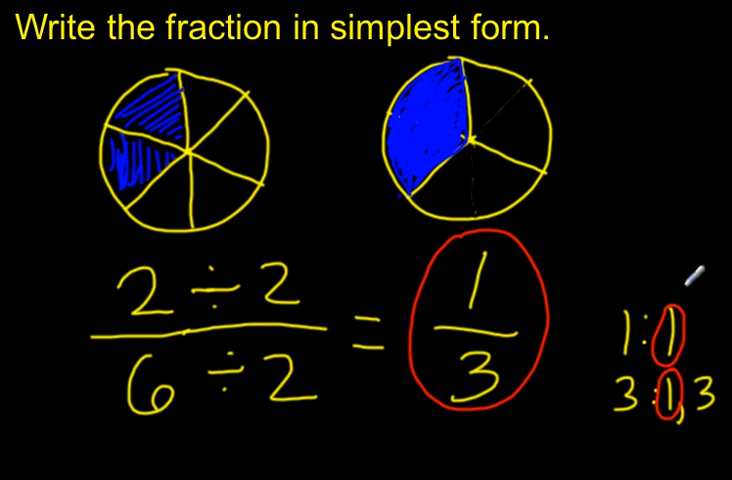 Write the fraction in simplest form.
2 ÷ 2
6 ÷ 2
=
1
3
1:1
3:1,3